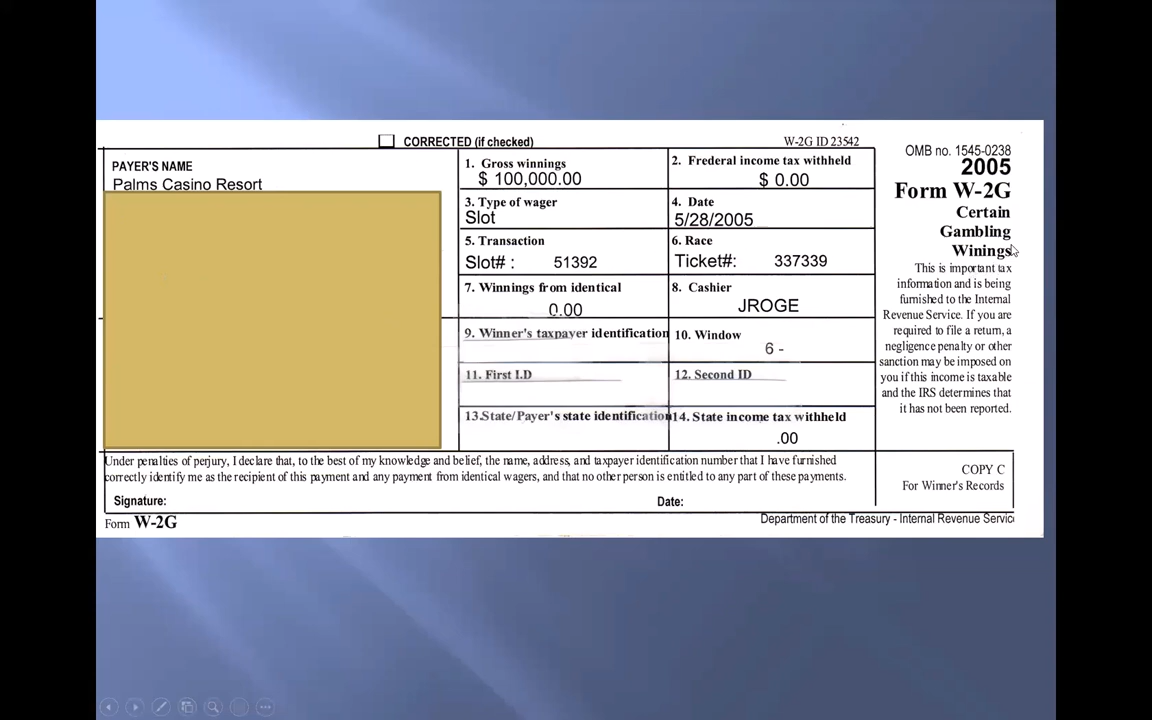 CORRECTED (if checked)
W-2G ID 23542
PAYER'S NAME
Palms Casino Resort
1. Gross winnings
$ 100,000.00
2. Frederal income tax withheld
$ 0.00
3. Type of wager
Slot
4. Date
5/28/2005
5. Transaction
Slot# : 51392
6. Race
Ticket#: 337339
7. Winnings from identical
0.00
8. Cashier
JROGE
9. Winner's taxpayer identification
10. Window
6 -
11. First I.D
12. Second ID
13.State/Payer's state identification
14. State income tax withheld
.00
OMB no. 1545-0238
2005
Form W-2G
Certain
Gambling
Winings
This is important tax
information and is being
furnished to the Internal
Revenue Service. If you are
required to file a return, a
negligence penalty or other
sanction may be imposed on
you if this income is taxable
and the IRS determines that
it has not been reported.
Under penalties of perjury, I declare that, to the best of my knowledge and belief, the name, address, and taxpayer identification number that I have furnished
correctly identify me as the recipient of this payment and any payment from identical wagers, and that no other person is entitled to any part of these payments.
Signature: Date:
COPY C
For Winner's Records
Form W-2G
Department of the Treasury - Internal Revenue Servic